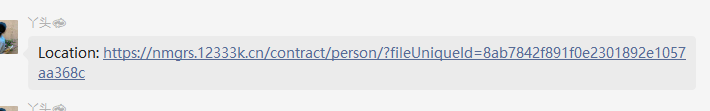 丫头
Location: https://nmgrs.12333k.cn/contract/person/?fileUniqueId=8ab7842f891f0e2301892e1057
aa368c
丫头